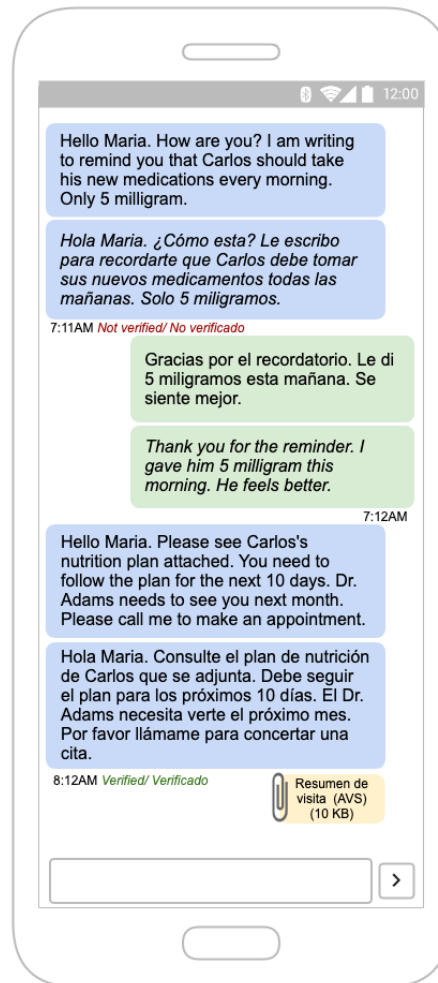 12:00
Hello Maria. How are you? I am writing
to remind you that Carlos should take
his new medications every morning.
Only 5 milligram.
Hola Maria. ¿Cómo esta? Le escribo
para recordarte que Carlos debe tomar
sus nuevos medicamentos todas las
mañanas. Solo 5 miligramos.
7:11AM Not verified/ No verificado
Gracias por el recordatorio. Le di
5 miligramos esta mañana. Se
siente mejor.
Thank you for the reminder. I
gave him 5 milligram this
morning. He feels better.
7:12AM
Hello Maria. Please see Carlos's
nutrition plan attached. You need to
follow the plan for the next 10 days. Dr.
Adams needs to see you next month.
Please call me to make an appointment.
Hola Maria. Consulte el plan de nutrición
de Carlos que se adjunta. Debe seguir
el plan para los próximos 10 días. El Dr.
Adams necesita verte el próximo mes.
Por favor llámame para concertar una
cita.
8:12AM Verified/ Verificado
Resumen de
visita (AVS)
(10 KB)